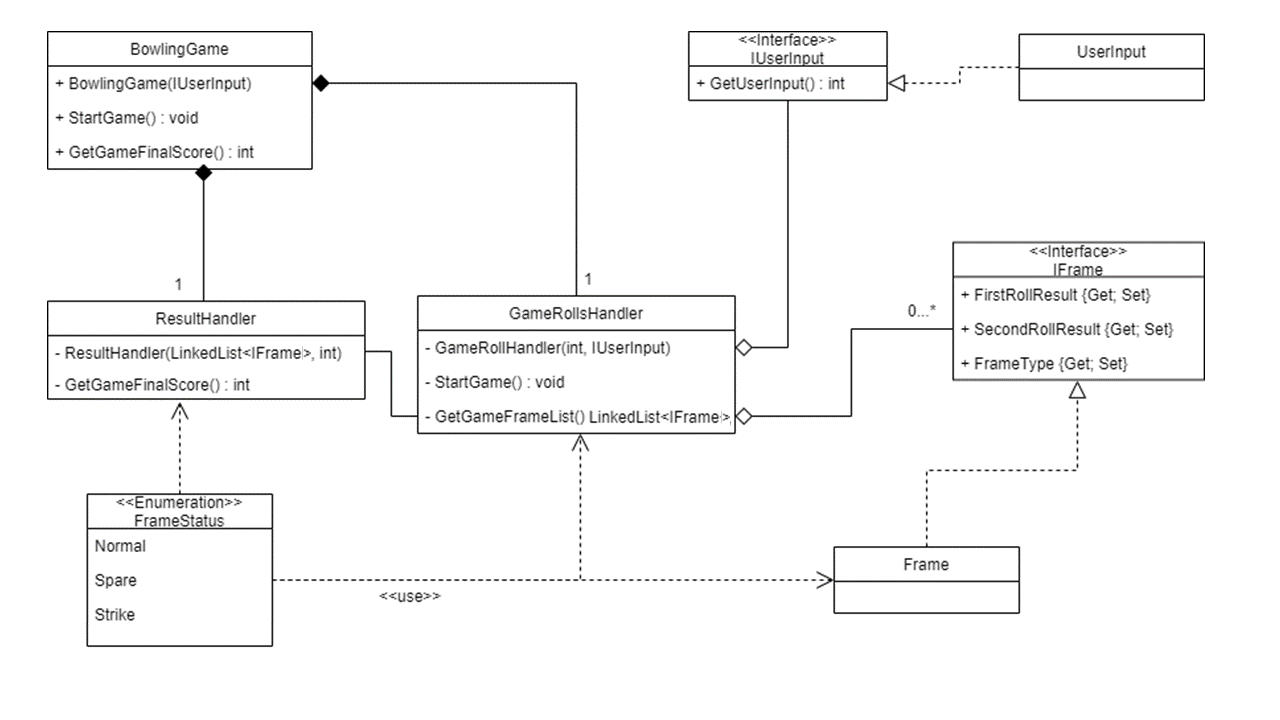 BowlingGame
+ BowlingGame(IUserInput)
+ StartGame() : void
+ GetGameFinalScore() : int
<<Interface>>
IUserInput
+ GetUserInput() : int
UserInput
1
1
ResultHandler
- ResultHandler(LinkedList<IFrame>, int)
- GetGameFinalScore() : int
GameRollsHandler
- GameRollHandler(int, IUserInput)
- StartGame() : void
- GetGameFrameList() LinkedList<IFrame>
0...*
<<Interface>>
IFrame
+ FirstRollResult {Get; Set}
+ SecondRollResult {Get; Set}
+ FrameType {Get; Set}
<<Enumeration>>
FrameStatus
Normal
Spare
Strike
<<use>>
Frame